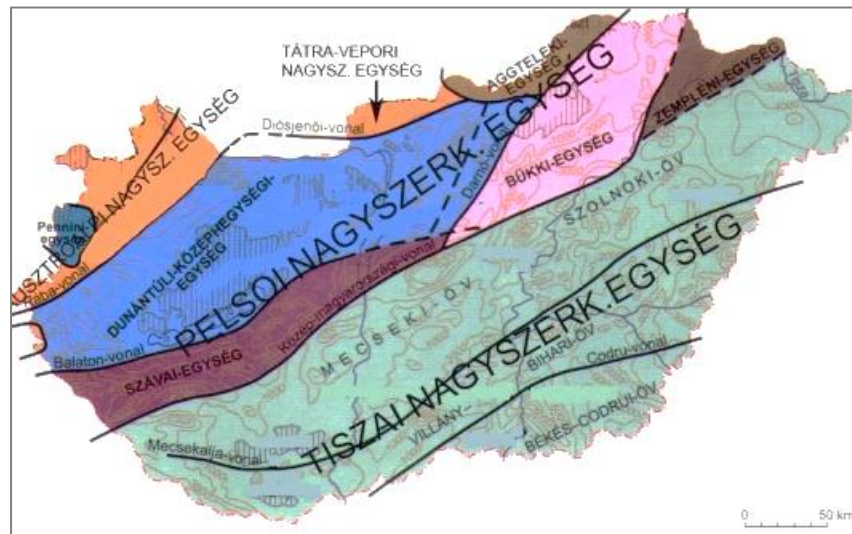 TÁTRA-VEPORI
NAGYSZ. EGYSÉG
AGGTELEKI-
EGYSÉG
ZEMPLÉNI-EGYSÉG
Diósjenői-vonal
NAGYSZ. EGYSÉG
Darnó-vonal
BÜKKI-EGYSÉG
Pennini-
egység
Rába-vonal
DUNÁNTÚLI-KÖZÉPHEGYSÉGI-
EGYSÉG
PELSOI NAGYSZERK. EGYSÉG
SZOLNOKI-ÖV
Balaton-vonal
SZÁVAI-EGYSÉG
Közép-magyarországi-vonal
MECSEKI-ÖV
TISZAI NAGYSZERK. EGYSÉG
Mecsekalja-vonal
VILLÁNY-
BIHARI-ÖV
Codru-vonal
BÉKÉS-CODRUI-ÖV
0 50 km